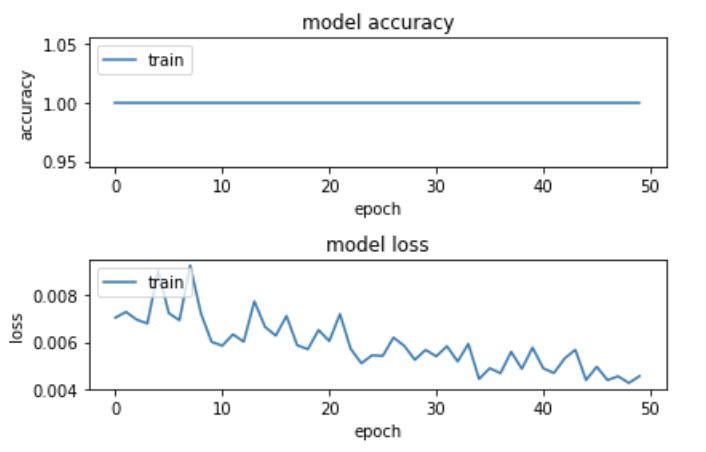 model accuracy
1.05
train
1.00
accuracy
0.95
0 10 20 30 40 50
epoch
model loss
train
0.008
loss
0.006
0.004
0 10 20 30 40 50
epoch